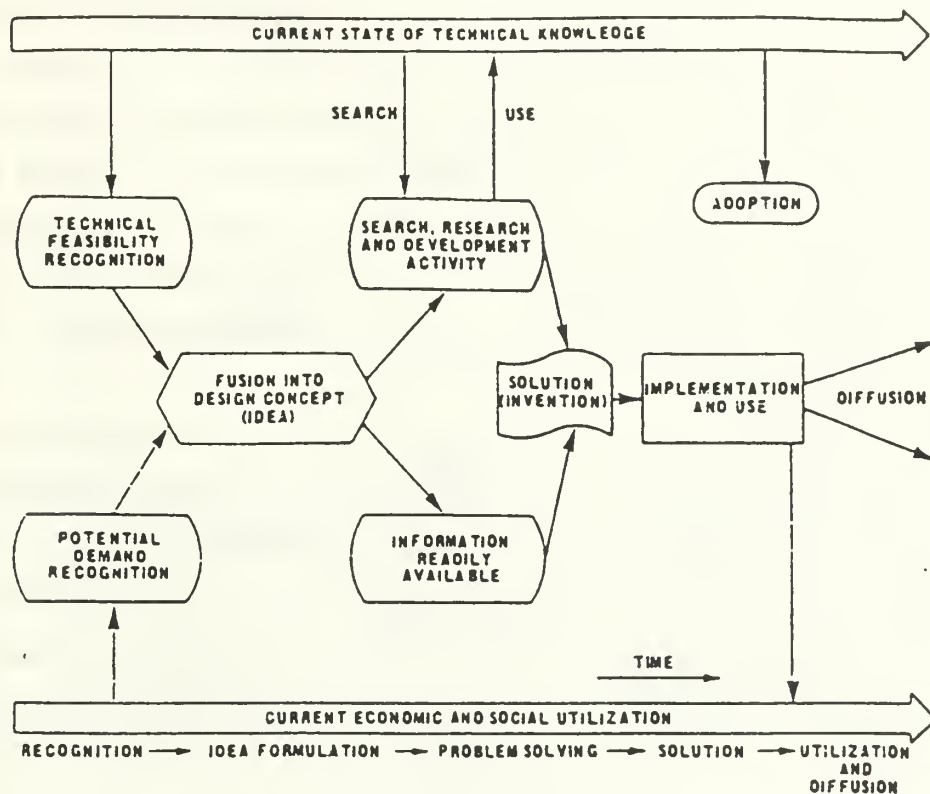 CURRENT STATE OF TECHNICAL KNOWLEDGE
SEARCH
USE
TECHNICAL
FEASIBILITY
RECOGNITION
SEARCH, RESEARCH
AND DEVELOPMENT
ACTIVITY
ADOPTION
FUSION INTO
DESIGN CONCEPT
(IDEA)
SOLUTION
(INVENTION)
IMPLEMENTATION
AND USE
DIFFUSION
POTENTIAL
DEMAND
RECOGNITION
INFORMATION
READILY
AVAILABLE
TIME
CURRENT ECONOMIC AND SOCIAL UTILIZATION
RECOGNITION → IDEA FORMULATION → PROBLEM SOLVING → SOLUTION → UTILIZATION
AND
DIFFUSION